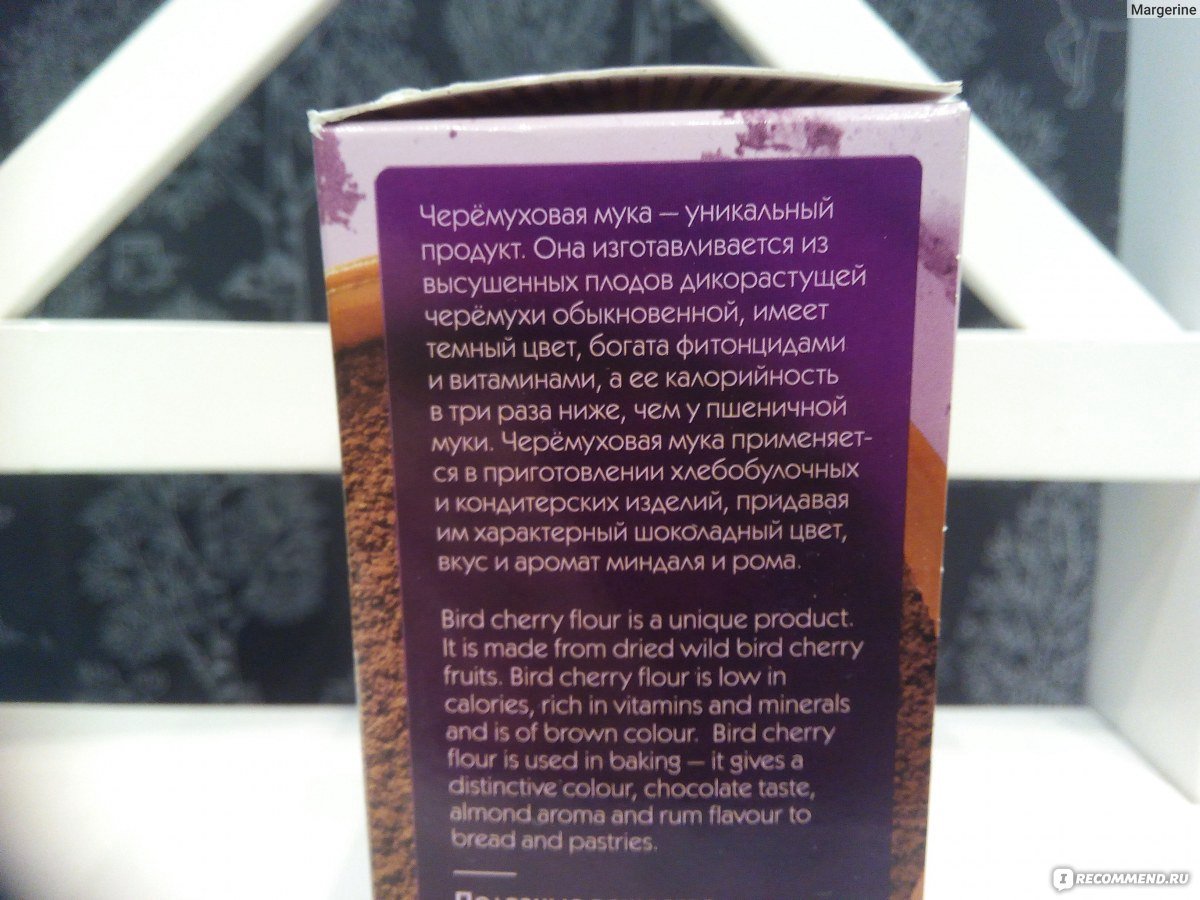 Margerine
Черёмуховая мука — уникальный
продукт. Она изготавливается из
высушенных плодов дикорастущей
черёмухи обыкновенной, имеет
темный цвет, богата фитонцидами
и витаминами, а ее калорийность
в три раза ниже, чем у пшеничной
муки. Черёмуховая мука применяет-
ся в приготовлении хлебобулочных
и кондитерских изделий, придавая
им характерный шоколадный цвет,
вкус и аромат миндаля и рома.
Bird cherry flour is a unique product.
It is made from dried wild bird cherry
fruits. Bird cherry flour is low in
calories, rich in vitamins and minerals
and is of brown colour. Bird cherry
flour is used in baking — it gives a
distinctive colour, chocolate taste,
almond aroma and rum flavour to
bread and pastries.
IRECOMMEND.RU